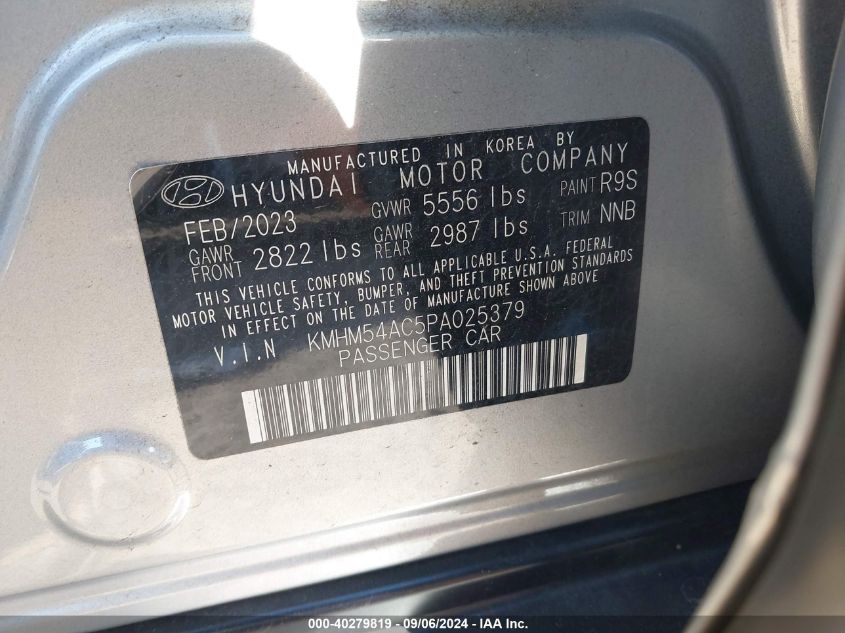 MANUFACTURED IN KOREA BY
HYUNDAI MOTOR COMPANY
FEB/2023 GVWR 5556 lbs PAINT R9S
GAWR FRONT 2822 lbs GAWR REAR 2987 lbs TRIM NNB
THIS VEHICLE CONFORMS TO ALL APPLICABLE U.S.A. FEDERAL
MOTOR VEHICLE SAFETY, BUMPER, AND THEFT PREVENTION STANDARDS
IN EFFECT ON THE DATE OF MANUFACTURE SHOWN ABOVE
V.I.N KMHM54AC5PA025379
PASSENGER CAR
000-40279819 - 09/06/2024 - IAA Inc.